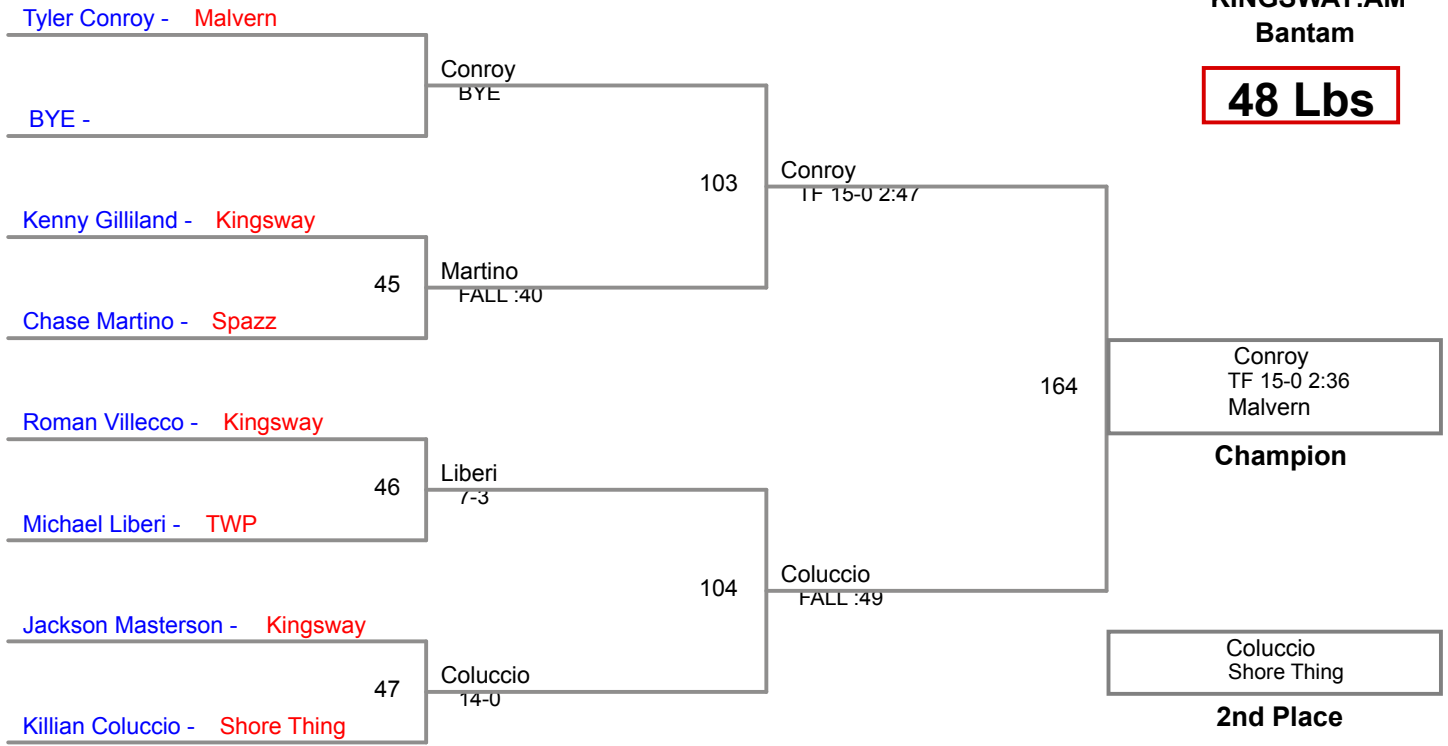 KINGSWAY.AM
Bantam
48 Lbs
Tyler Conroy - Malvern
Conroy
BYE
BYE -
103
Conroy
TF 15-0 2:47
Kenny Gilliland - Kingsway
45
Martino
FALL :40
Chase Martino - Spazz
164
Conroy
TF 15-0 2:36
Malvern
Champion
Roman Villecco - Kingsway
46
Liberi
7-3
Michael Liberi - TWP
104
Coluccio
FALL :49
Jackson Masterson - Kingsway
47
Coluccio
14-0
Killian Coluccio - Shore Thing
Coluccio
Shore Thing
2nd Place